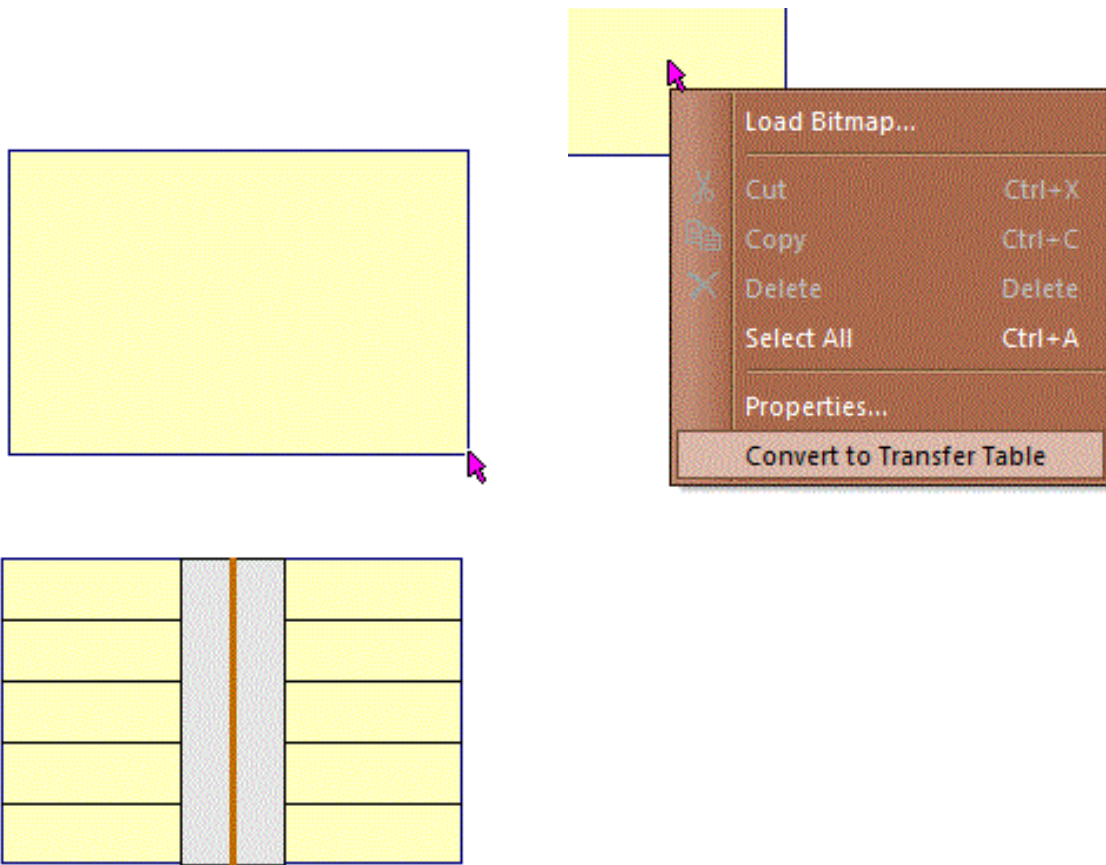 Load Bitmap...
Cut Ctrl+X
Copy Ctrl+C
Delete Delete
Select All Ctrl+A
Properties...
Convert to Transfer Table